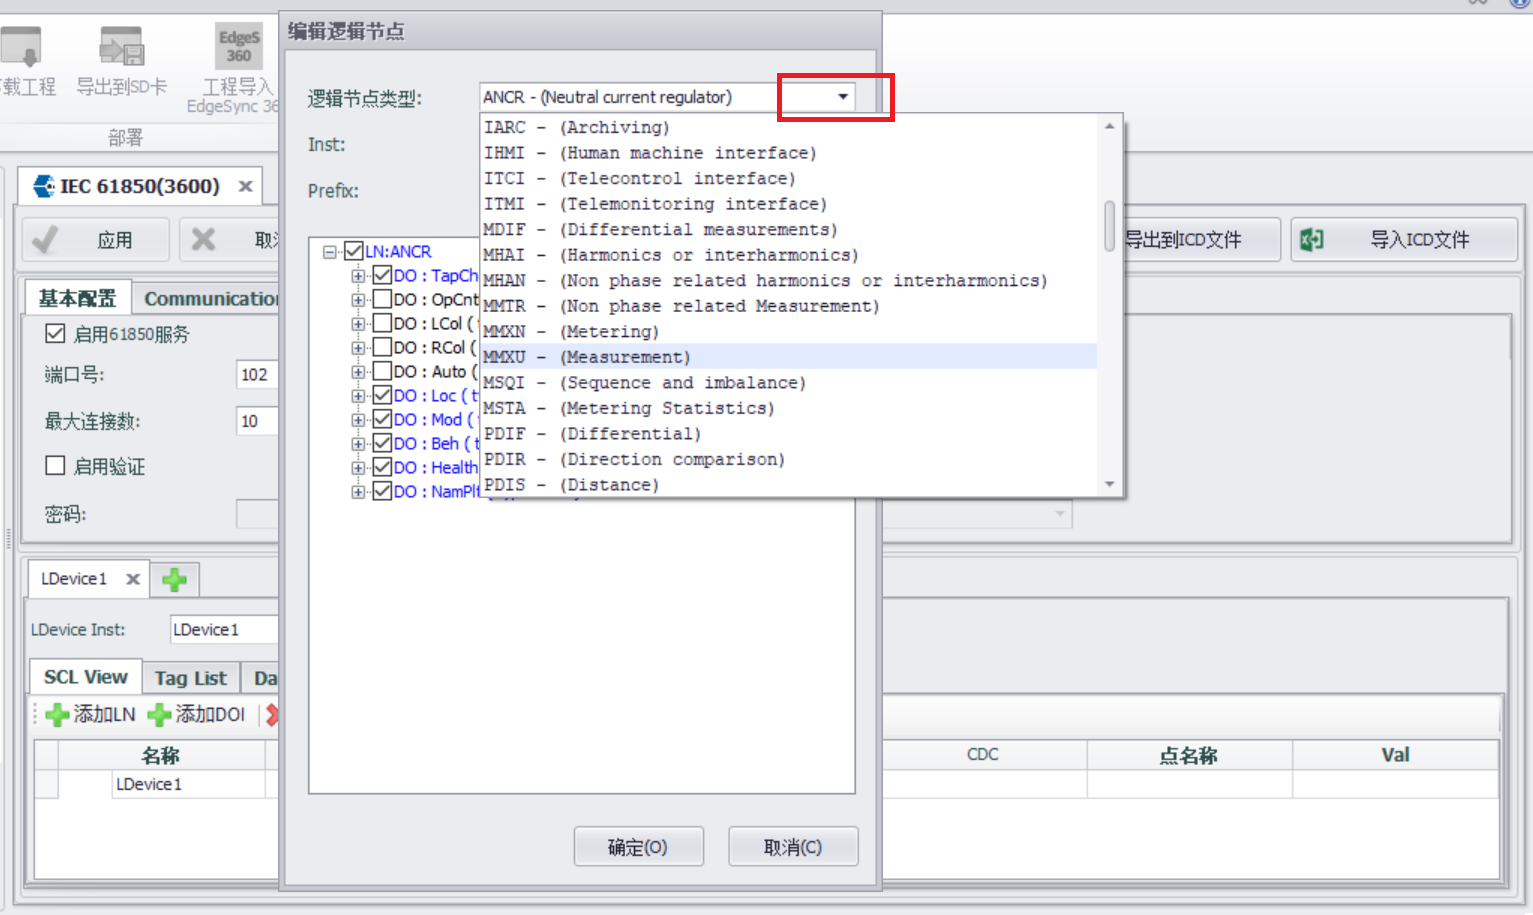 载工程
导出到SD卡
EdgeS
360
工程导入
EdgeSync 36
部署
IEC 61850(3600)
应用
导出到ICD文件
导入ICD文件
基本配置
Communication
启用61850服务
端口号:
102
最大连接数:
10
启用验证
密码:
LDevice1
LDevice Inst:
LDevice1
SCL View
Tag List
Da
添加LN
添加DOI
名称
CDC
点名称
Val
LDevice1
编辑逻辑节点
逻辑节点类型:
ANCR - (Neutral current regulator)
Inst:
Prefix:
IARC - (Archiving)
IHMI - (Human machine interface)
ITCI - (Telecontrol interface)
ITMI - (Telemonitoring interface)
MDIF - (Differential measurements)
MHAI - (Harmonics or interharmonics)
MHAN - (Non phase related harmonics or interharmonics)
MMTR - (Non phase related Measurement)
MMXN - (Metering)
MMXU - (Measurement)
MSQI - (Sequence and imbalance)
MSTA - (Metering Statistics)
PDIF - (Differential)
PDIR - (Direction comparison)
PDIS - (Distance)
LN:ANCR
DO : TapCh
DO : OpCnt
DO : LCol (
DO : RCol (
DO : Auto (
DO : Loc ( t
DO : Mod (
DO : Beh ( t
DO : Health
DO : NamPlt
确定(O)
取消(C)